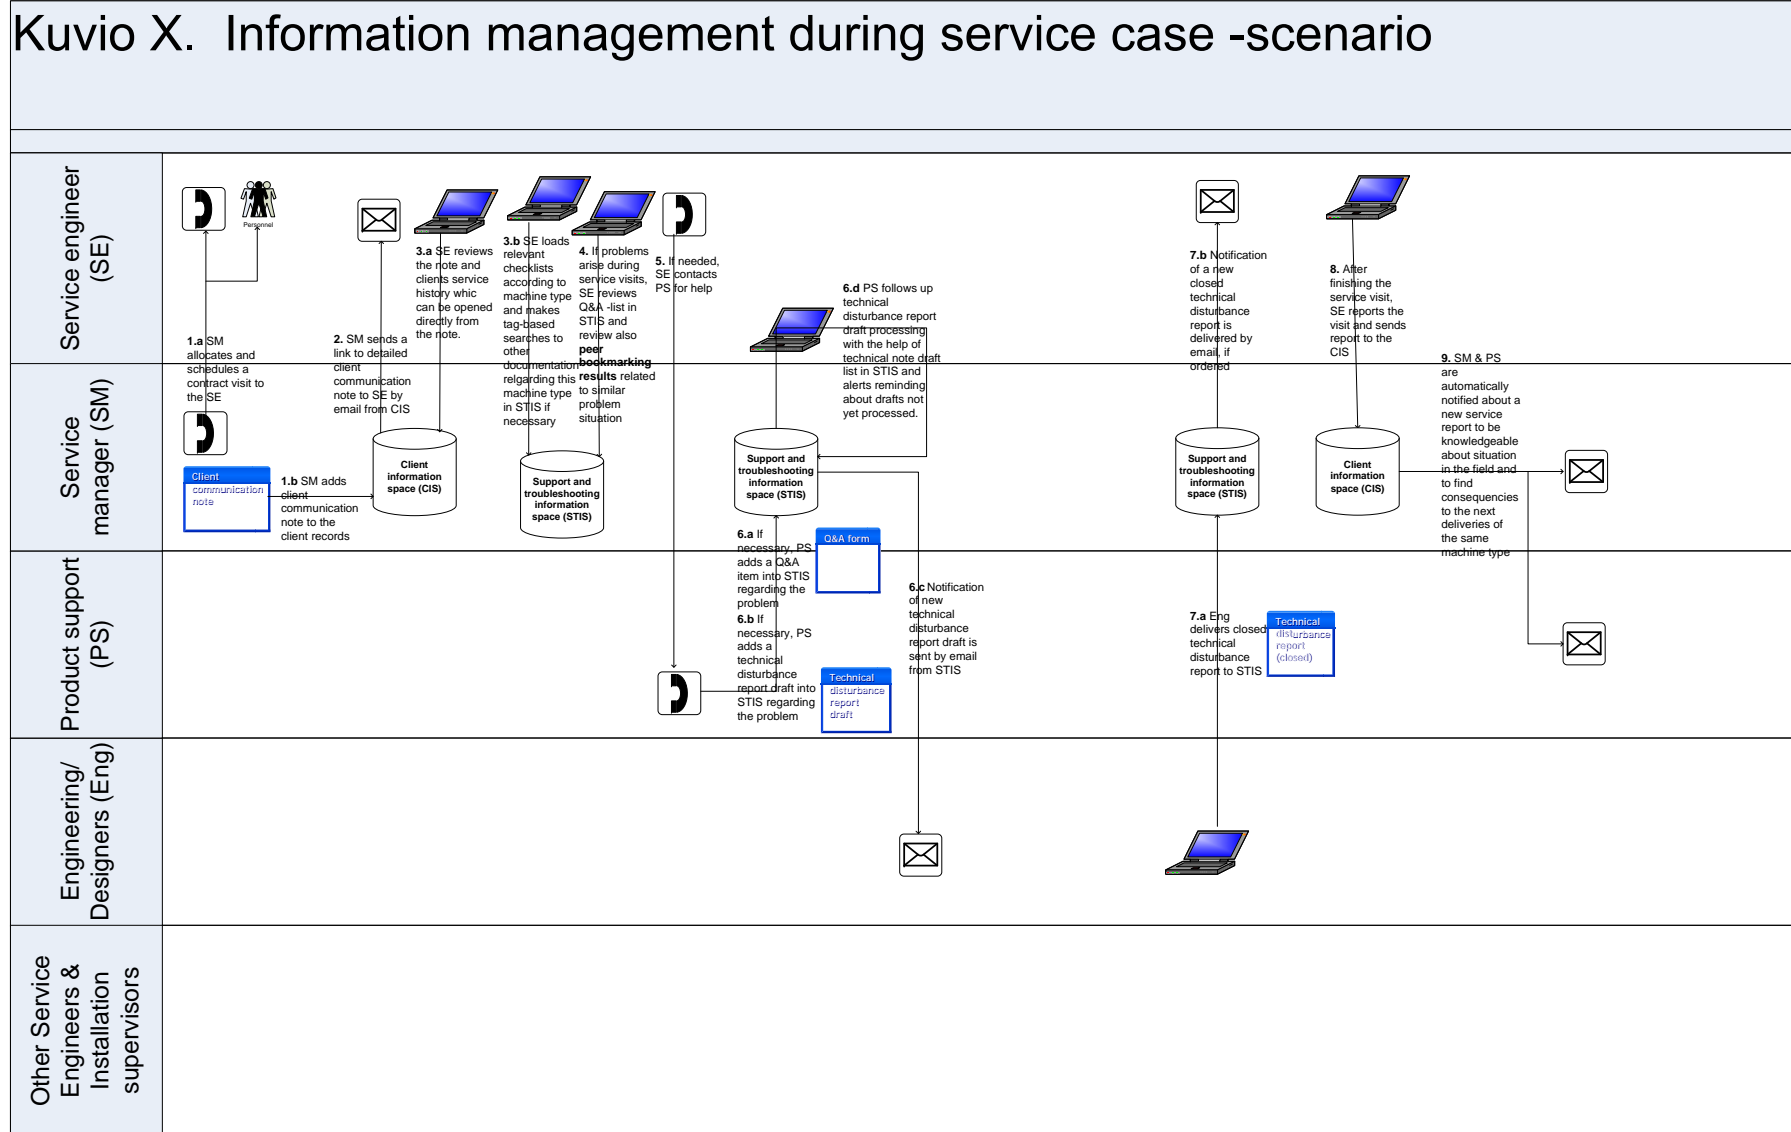 Kuvio X.  Information management during service case -scenario
Service engineer
(SE)
Personnel
1.a SM
allocates and
schedules a
contract visit to
the SE
2. SM sends a
link to detailed
client
communication
note to SE by
email from CIS
3.a SE reviews
the note and
clients service
history whic
can be opened
directly from
the note.
3.b SE loads
relevant
checklists
according to
machine type
and makes
tag-based
searches to
other
documentation
relgarding this
machine type
in STIS if
necessary
4. If problems
arise during
service visits,
SE reviews
Q&A -list in
STIS and
review also
peer
bookmarking
results related
to similar
problem
situation
5. If needed,
SE contacts
PS for help
6.d PS follows up
technical
disturbance report
draft processing
with the help of
technical note draft
list in STIS and
alerts reminding
about drafts not
yet processed.
7.b Notification
of a new
closed
technical
disturbance
report is
delivered by
email, if
ordered
8. After
finishing the
service visit,
SE reports the
visit and sends
report to the
CIS
9. SM & PS
are
automatically
notified about a
new service
report to be
knowledgeable
about situation
in the field and
to find
consequencies
to the next
deliveries of
the same
machine type
Service
manager (SM)
Client
communication
note
1.b SM adds
client
communication
note to the
client records
Client
information
space (CIS)
Support and
troubleshooting
information
space (STIS)
Support and
troubleshooting
information
space (STIS)
Support and
troubleshooting
information
space (STIS)
Client
information
space (CIS)
Product support
(PS)
6.a If
necessary, PS
adds a Q&A
item into STIS
regarding the
problem
6.b If
necessary, PS
adds a
technical
disturbance
report draft into
STIS regarding
the problem
Q&A form
Technical
disturbance
report
draft
6.c Notification
of new
technical
disturbance
report draft is
sent by email
from STIS
7.a Eng
delivers closed
technical
disturbance
report to STIS
Technical
disturbance
report
(closed)
Engineering/
Designers (Eng)
Other Service
Engineers &
Installation
supervisors